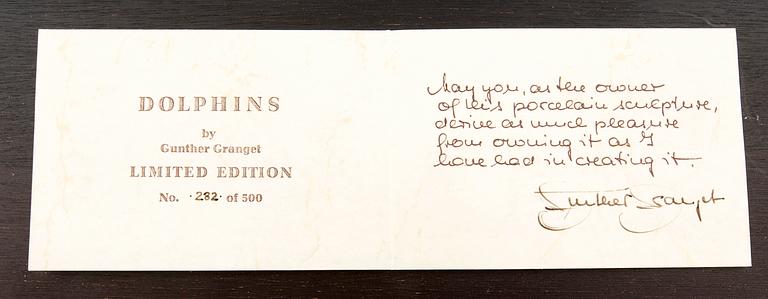 DOLPHINS
by
Gunther Granget
LIMITED EDITION
No. ·282· of 500
May you, as the owner
of this porcelain sculpture,
derive as much pleasure
from owning it as I
have had in creating it.
Gunther Granget